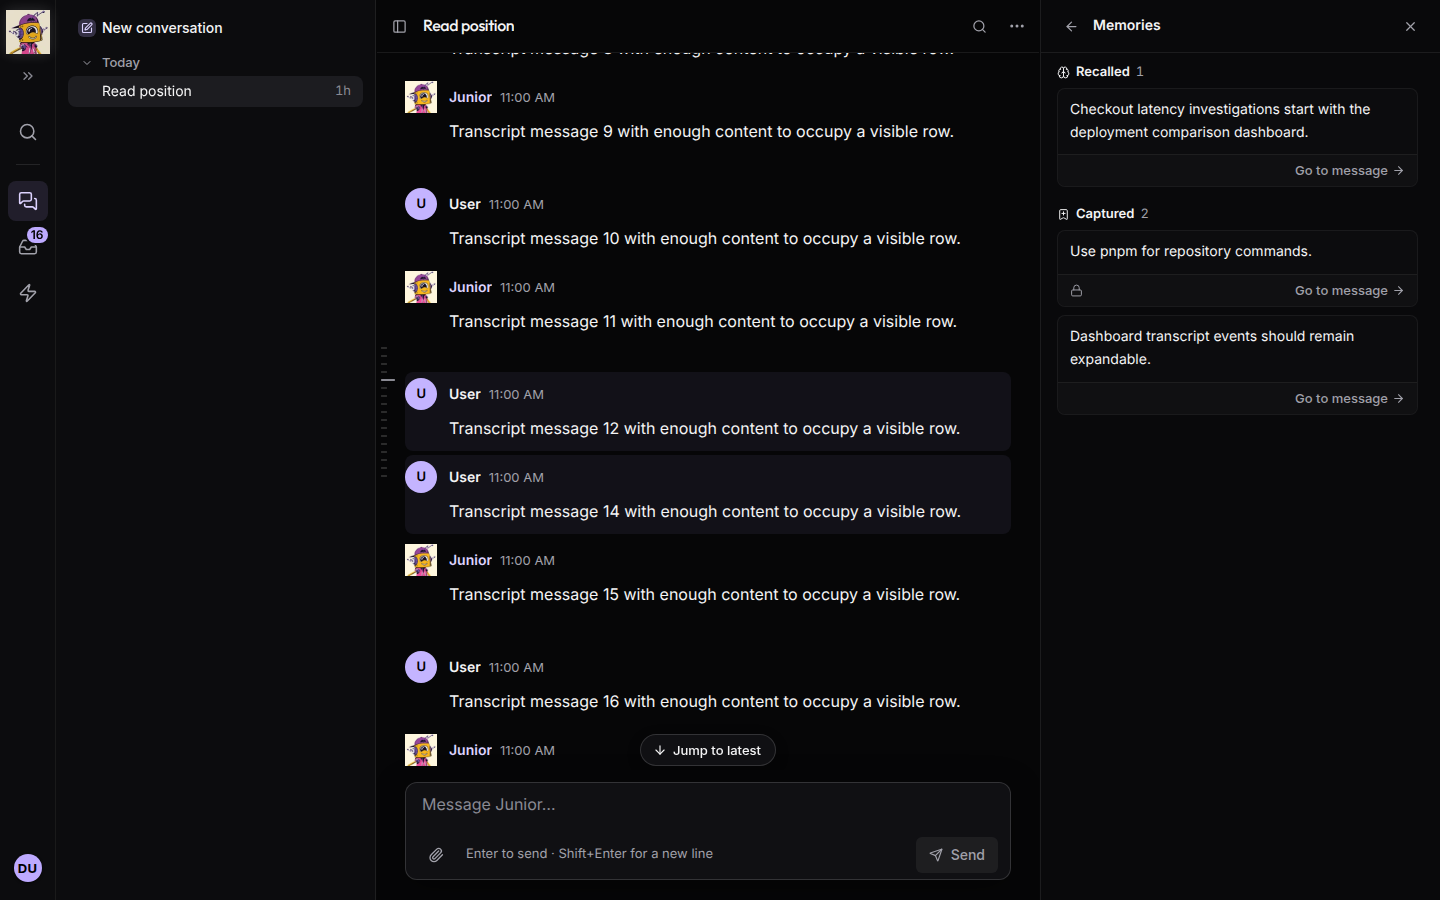 New conversation
Today
Read position
1h
16
DU
Read position
Junior 11:00 AM
Transcript message 9 with enough content to occupy a visible row.
U
User 11:00 AM
Transcript message 10 with enough content to occupy a visible row.
Junior 11:00 AM
Transcript message 11 with enough content to occupy a visible row.
U
User 11:00 AM
Transcript message 12 with enough content to occupy a visible row.
U
User 11:00 AM
Transcript message 14 with enough content to occupy a visible row.
Junior 11:00 AM
Transcript message 15 with enough content to occupy a visible row.
U
User 11:00 AM
Transcript message 16 with enough content to occupy a visible row.
Junior 11:00 AM
Jump to latest
Message Junior...
Enter to send · Shift+Enter for a new line
Send
Memories
Recalled 1
Checkout latency investigations start with the
deployment comparison dashboard.
Go to message
Captured 2
Use pnpm for repository commands.
Go to message
Dashboard transcript events should remain
expandable.
Go to message